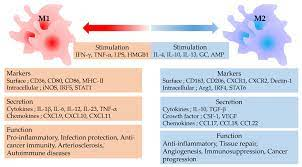 M1
M2
Stimulation
IFN-γ, TNF-α, LPS, HMGB1
Stimulation
IL-4, IL-10, IL-13, GC, AMP
Markers
Surface ; CD36, CD80, CD86, MHC-II
Intracellular ; iNOS, IRF5, STAT1
Markers
Surface ; CD163, CD206, CXCR1, CXCR2, Dectin-1
Intracellular ; Arg1, IRF4, STAT6
Secretion
Cytokines ; IL-1β, IL-6, IL-12, IL-23, TNF-α
Chemokines ; CXCL9, CXCL10, CXCL11
Secretion
Cytokines ; IL-10, TGF-β
Growth factor ; CSF-1, VEGF
Chemokines ; CCL17, CCL18, CCL22
Function
Pro-inflammatory, Infection protection, Anti-
cancer immunity, Arteriosclerosis,
Autoimmune diseases
Function
Anti-inflammatory, Tissue repair,
Angiogenesis, Immunosuppression, Cancer
progression